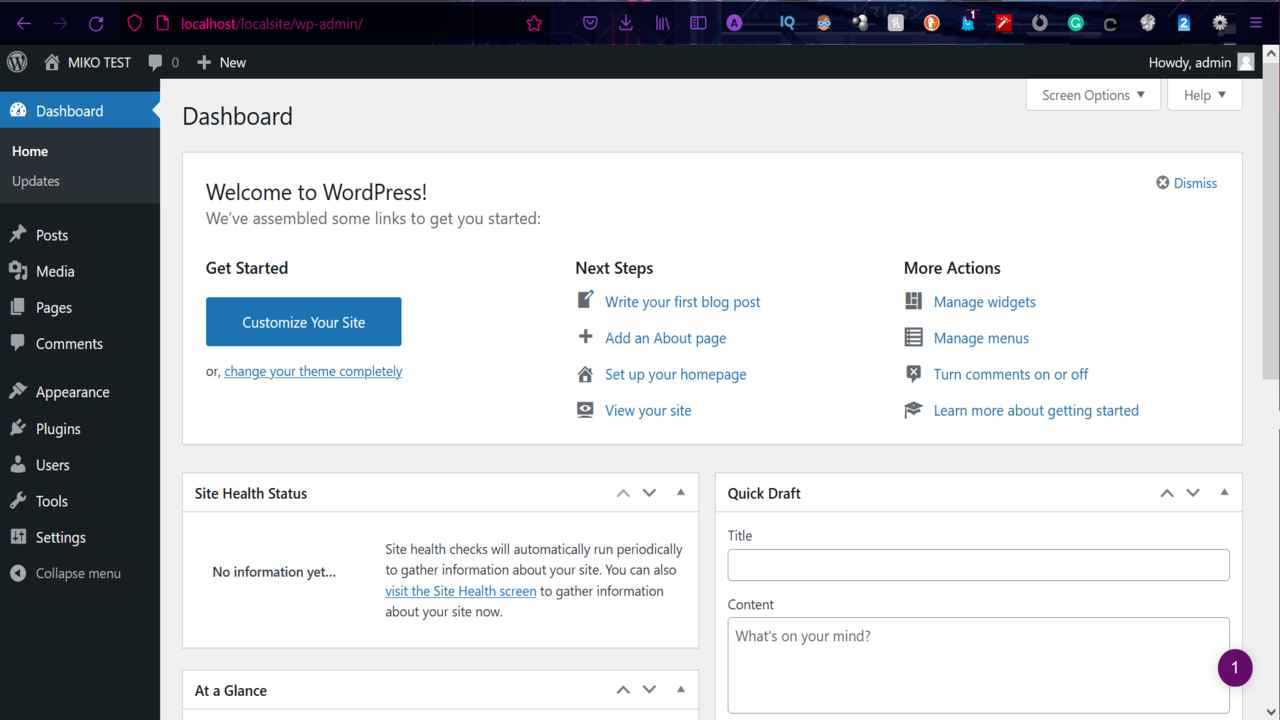 localhost/localsite/wp-admin/
A
IQ
1
C
2
MIKO TEST
0
New
Howdy, admin
Dashboard
Home
Updates
Posts
Media
Pages
Comments
Appearance
Plugins
Users
Tools
Settings
Collapse menu
Dashboard
Screen Options
Help
Welcome to WordPress!
We've assembled some links to get you started:
Dismiss
Get Started
Customize Your Site
or, change your theme completely
Next Steps
Write your first blog post
Add an About page
Set up your homepage
View your site
More Actions
Manage widgets
Manage menus
Turn comments on or off
Learn more about getting started
Site Health Status
No information yet...
Site health checks will automatically run periodically
to gather information about your site. You can also
visit the Site Health screen to gather information
about your site now.
At a Glance
Quick Draft
Title
Content
What's on your mind?
1